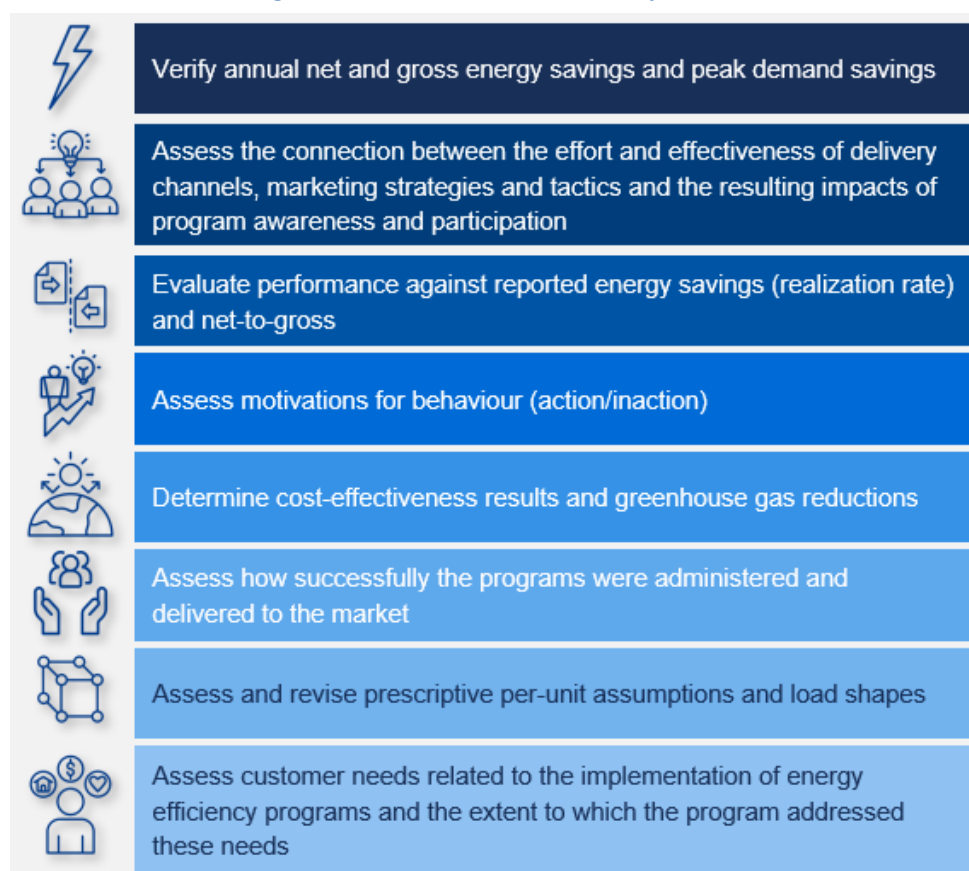 Verify annual net and gross energy savings and peak demand savings
Assess the connection between the effort and effectiveness of delivery
channels, marketing strategies and tactics and the resulting impacts of
program awareness and participation
Evaluate performance against reported energy savings (realization rate)
and net-to-gross
Assess motivations for behaviour (action/inaction)
Determine cost-effectiveness results and greenhouse gas reductions
Assess how successfully the programs were administered and
delivered to the market
Assess and revise prescriptive per-unit assumptions and load shapes
$
Assess customer needs related to the implementation of energy
efficiency programs and the extent to which the program addressed
these needs